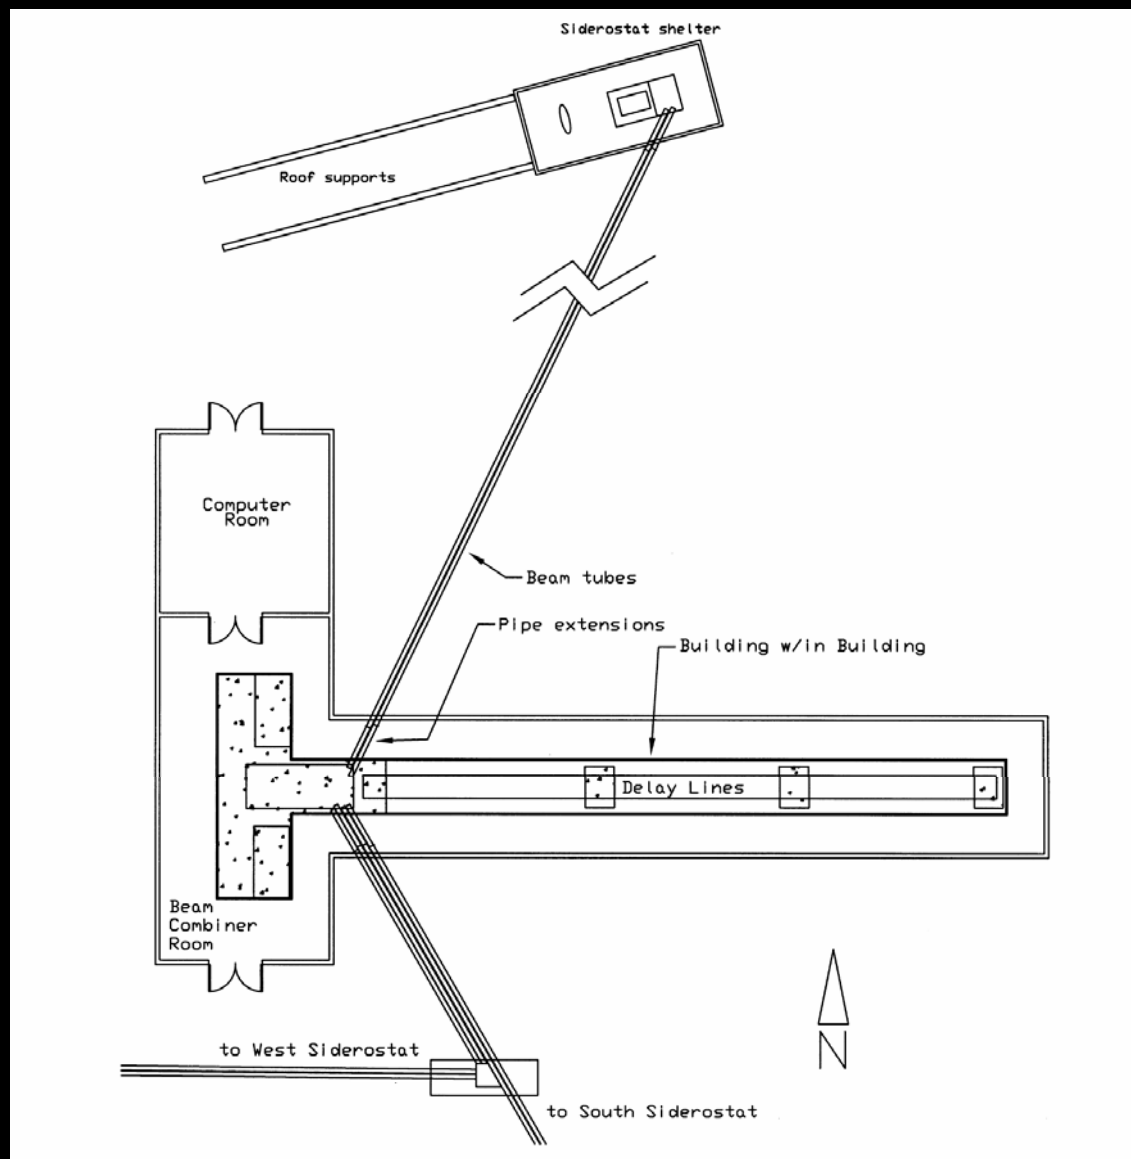 Siderostat shelter
Roof supports
Computer
Room
Beam tubes
Pipe extensions
Building w/in Building
Delay Lines
Beam
Combiner
Room
to West Siderostat
N
to South Siderostat